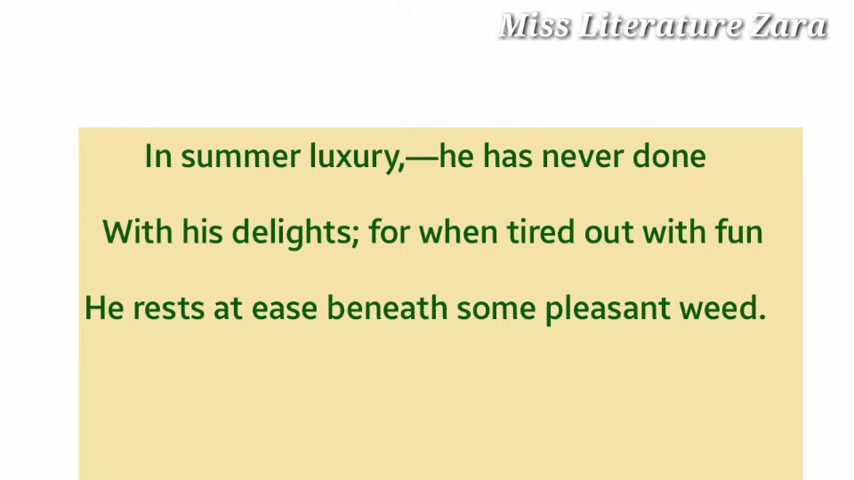 Miss Literature Zara
In summer luxury,—he has never done
With his delights; for when tired out with fun
He rests at ease beneath some pleasant weed.